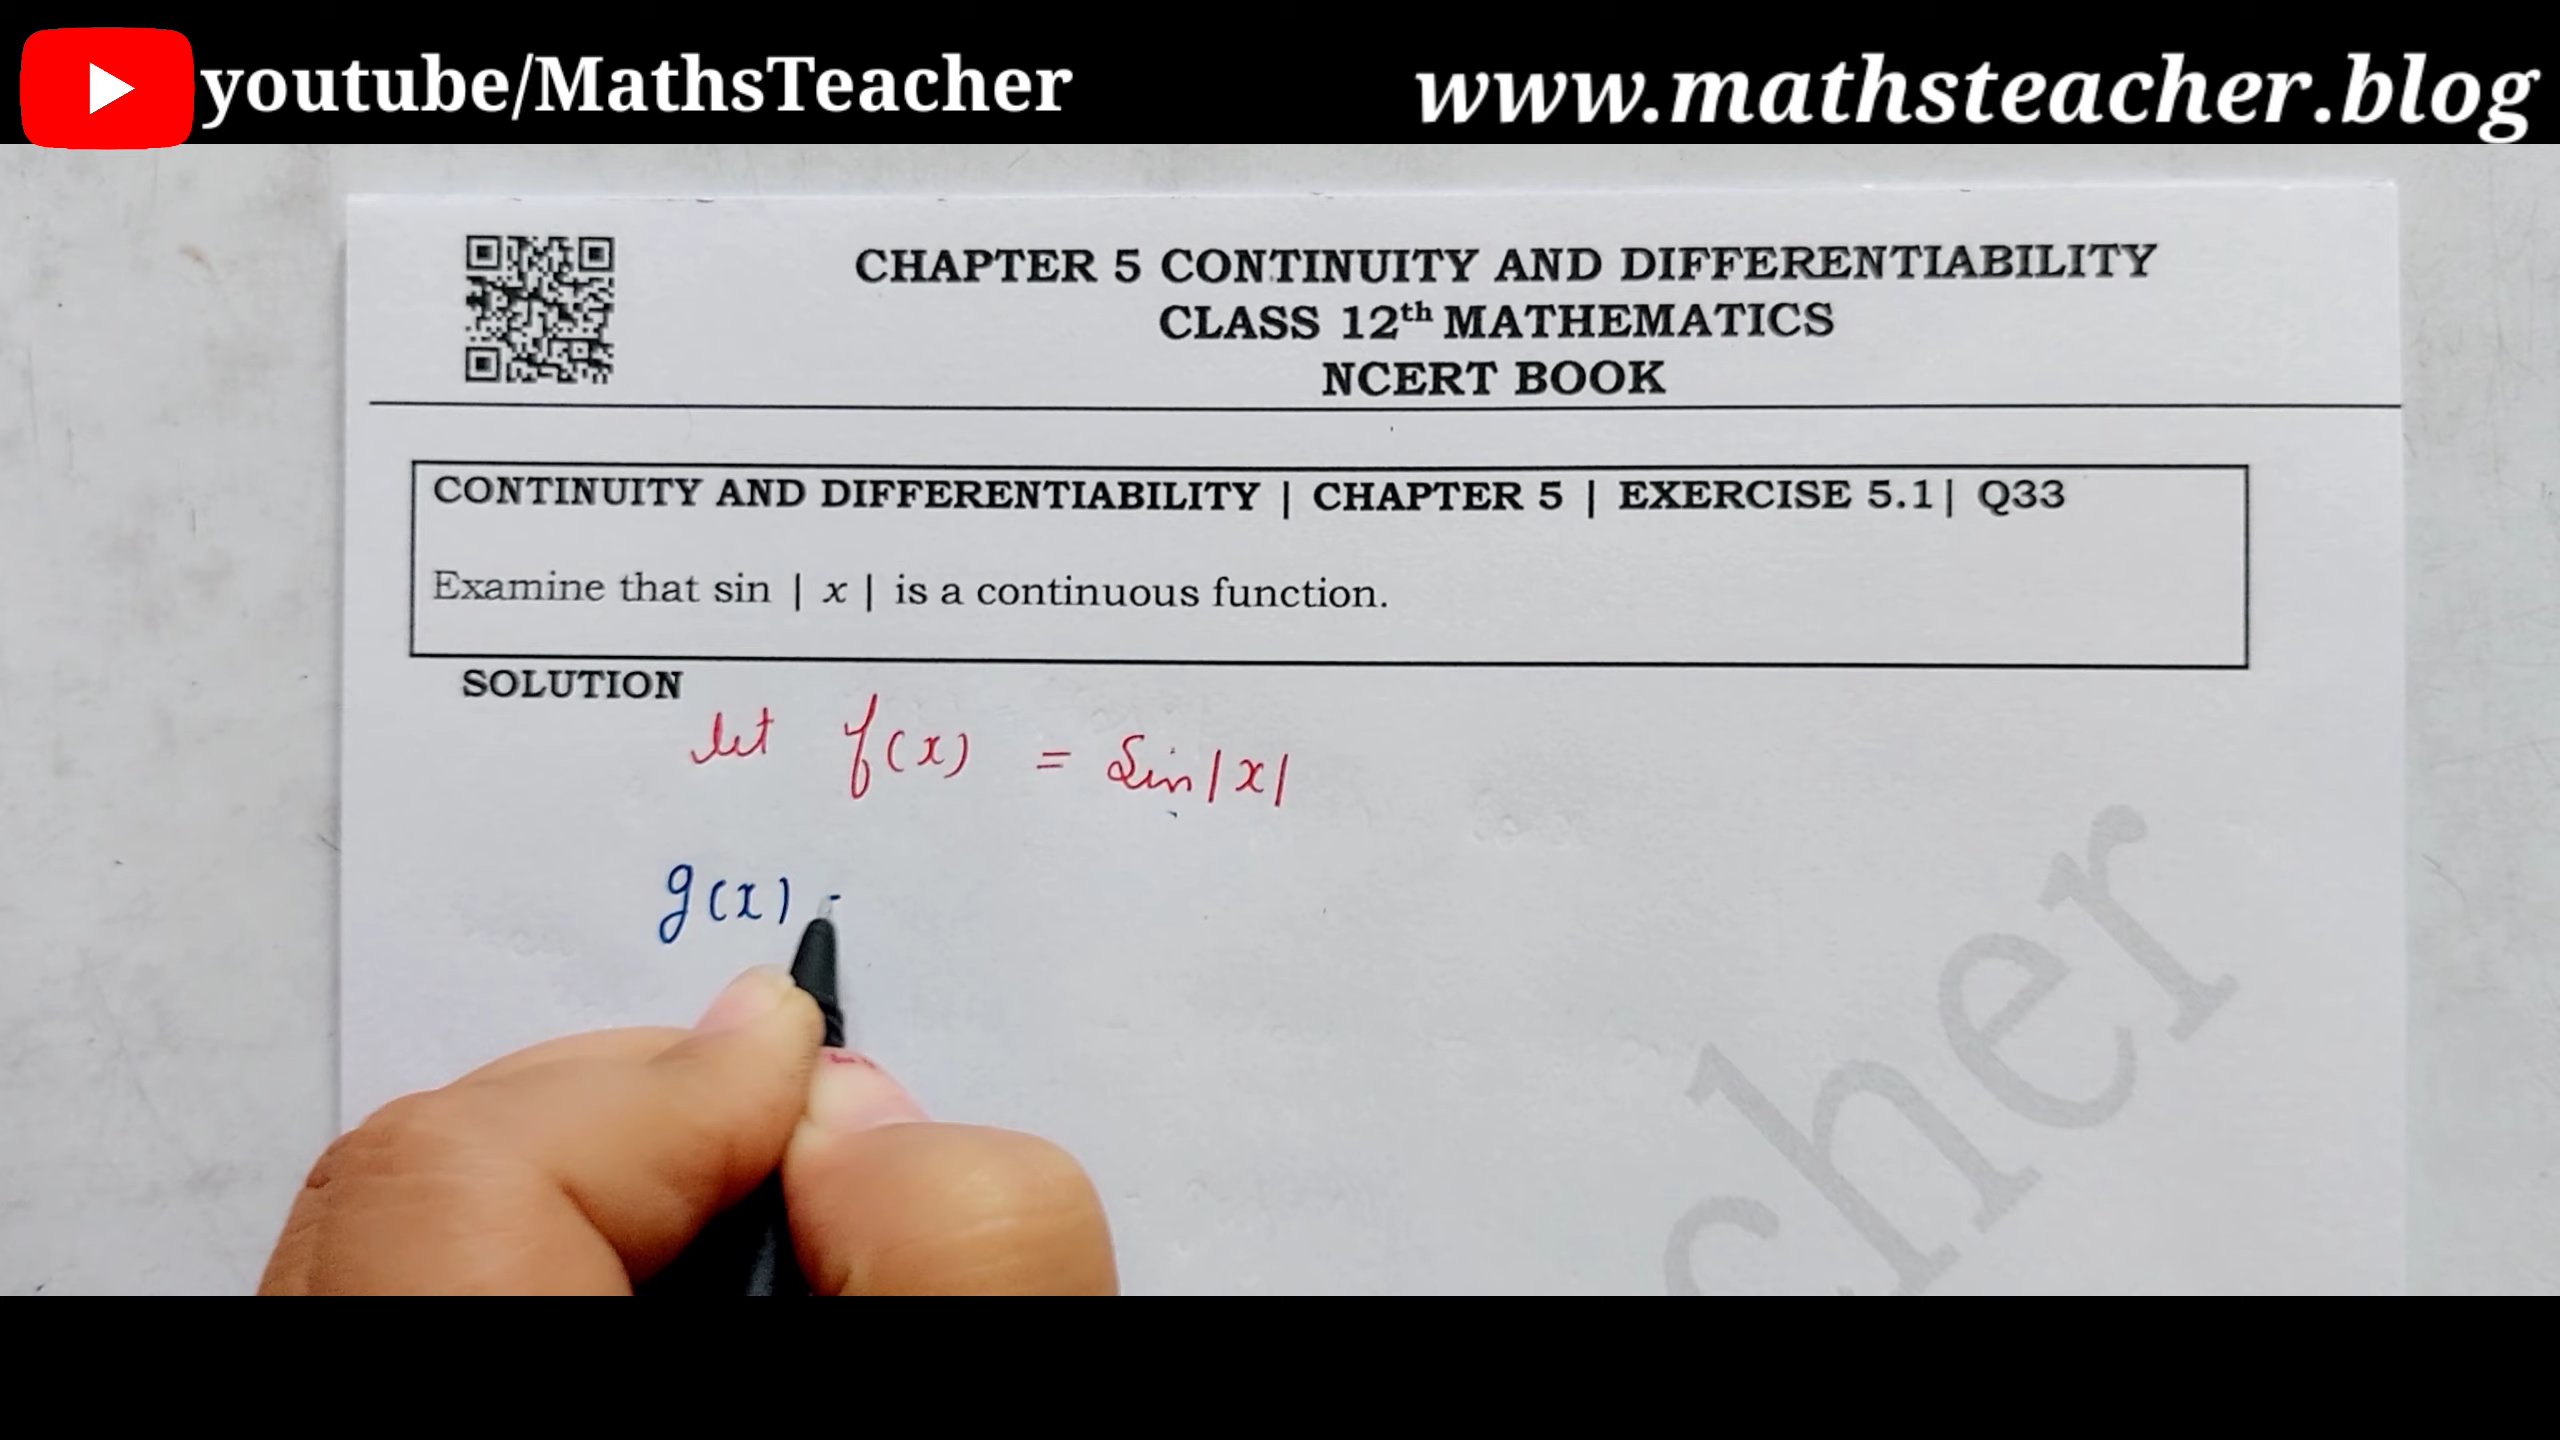 youtube/MathsTeacher
www.mathsteacher.blog
CHAPTER 5 CONTINUITY AND DIFFERENTIABILITY
CLASS 12th MATHEMATICS
NCERT BOOK
CONTINUITY AND DIFFERENTIABILITY | CHAPTER 5 | EXERCISE 5.1| Q33
Examine that sin | x | is a continuous function.
SOLUTION
let f(x) = Sin|x|
g(x) -
cher